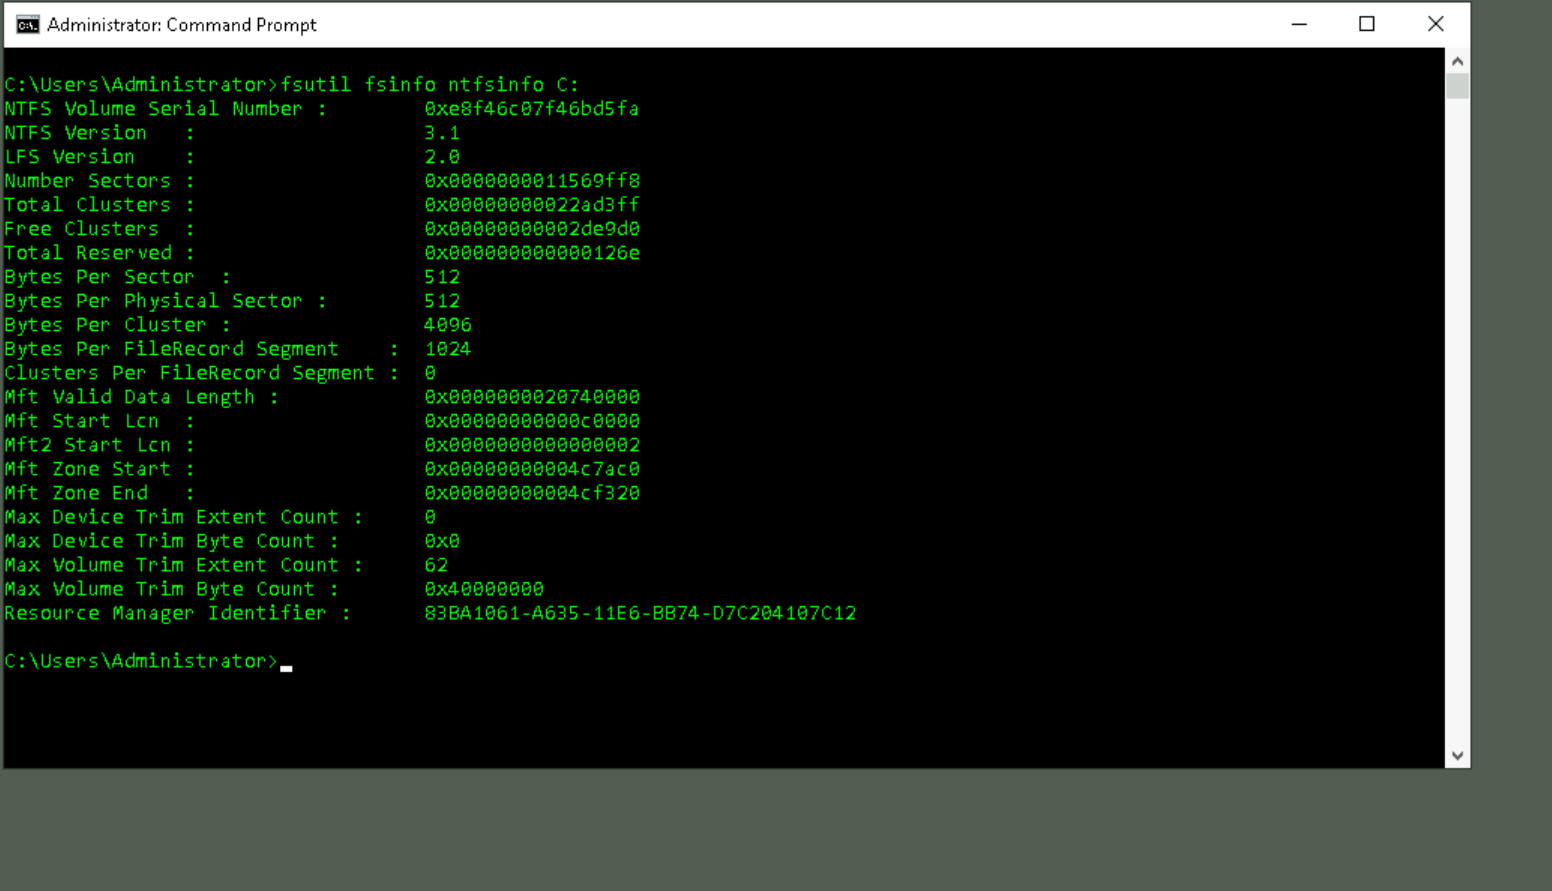 Administrator: Command Prompt
C:\Users\Administrator>fsutil fsinfo ntfsinfo C:
NTFS Volume Serial Number :        0xe8f46c07f46bd5fa
NTFS Version   :                   3.1
LFS Version    :                   2.0
Number Sectors :                   0x0000000011569ff8
Total Clusters :                   0x00000000022ad3ff
Free Clusters  :                   0x00000000002de9d0
Total Reserved :                   0x000000000000126e
Bytes Per Sector  :                512
Bytes Per Physical Sector :        512
Bytes Per Cluster :                4096
Bytes Per FileRecord Segment    :  1024
Clusters Per FileRecord Segment :  0
Mft Valid Data Length :            0x0000000020740000
Mft Start Lcn  :                   0x00000000000c0000
Mft2 Start Lcn :                   0x0000000000000002
Mft Zone Start :                   0x00000000004c7ac0
Mft Zone End   :                   0x00000000004cf320
Max Device Trim Extent Count :     0
Max Device Trim Byte Count :       0x0
Max Volume Trim Extent Count :     62
Max Volume Trim Byte Count :       0x40000000
Resource Manager Identifier :      83BA1061-A635-11E6-BB74-D7C204107C12
C:\Users\Administrator>